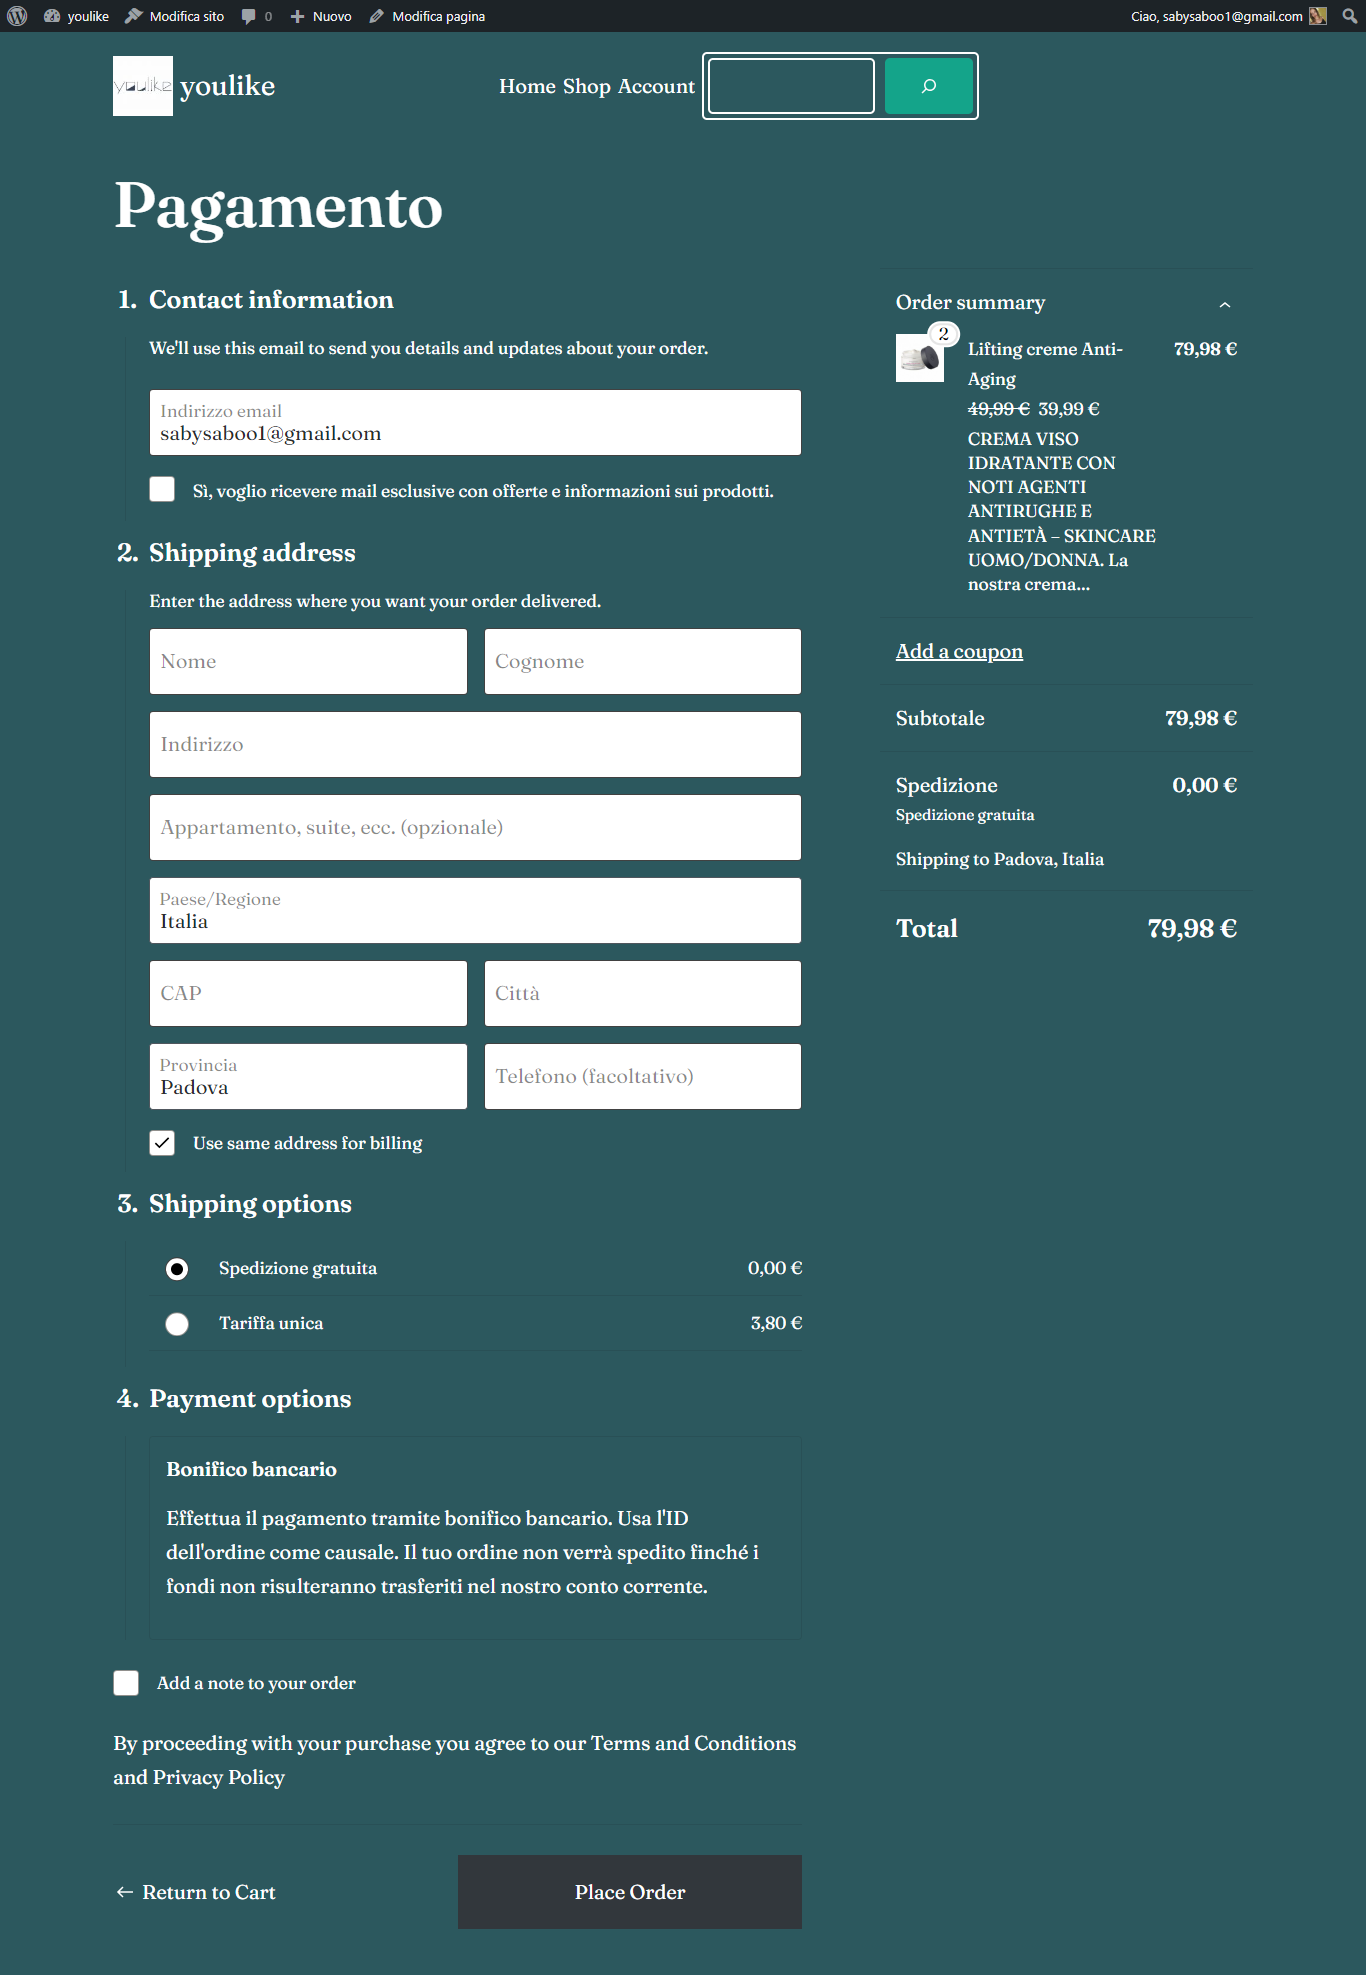 youlike Modifica sito 0 Nuovo Modifica pagina Ciao, sabysaboo1@gmail.com
youlike youlike Home Shop Account
Pagamento
1. Contact information
We'll use this email to send you details and updates about your order.
Indirizzo email
sabysaboo1@gmail.com
Sì, voglio ricevere mail esclusive con offerte e informazioni sui prodotti.
2. Shipping address
Enter the address where you want your order delivered.
Nome Cognome
Indirizzo
Appartamento, suite, ecc. (opzionale)
Paese/Regione
Italia
CAP Città
Provincia
Padova
Telefono (facoltativo)
Use same address for billing
3. Shipping options
Spedizione gratuita 0,00 €
Tariffa unica 3,80 €
4. Payment options
Bonifico bancario
Effettua il pagamento tramite bonifico bancario. Usa l'ID
dell'ordine come causale. Il tuo ordine non verrà spedito finché i
fondi non risulteranno trasferiti nel nostro conto corrente.
Add a note to your order
By proceeding with your purchase you agree to our Terms and Conditions
and Privacy Policy
Return to Cart Place Order
Order summary
2
Lifting creme Anti- 79,98 €
Aging
49,99 € 39,99 €
CREMA VISO
IDRATANTE CON
NOTI AGENTI
ANTIRUGHE E
ANTIETÀ – SKINCARE
UOMO/DONNA. La
nostra crema...
Add a coupon
Subtotale 79,98 €
Spedizione 0,00 €
Spedizione gratuita
Shipping to Padova, Italia
Total 79,98 €